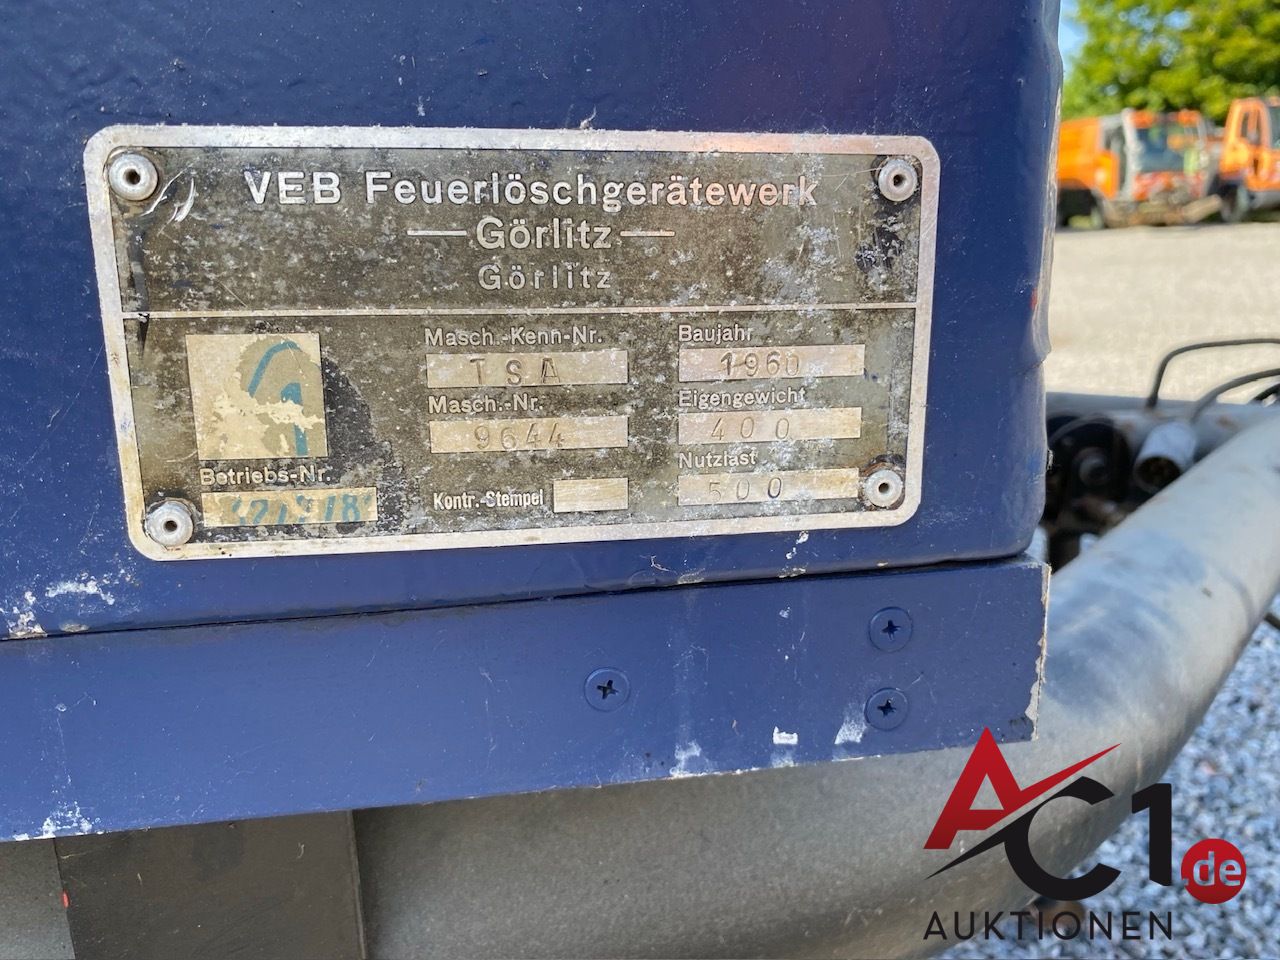 VEB Feuerlöschgerätewerk
Görlitz
Görlitz
Masch.-Kenn-Nr.
TSA
Masch.-Nr.
9644
Kontr.-Stempel
Betriebs-Nr.
Baujahr
1960
Eigengewicht
400
Nutzlast
500
AC1.de
AUKTIONEN